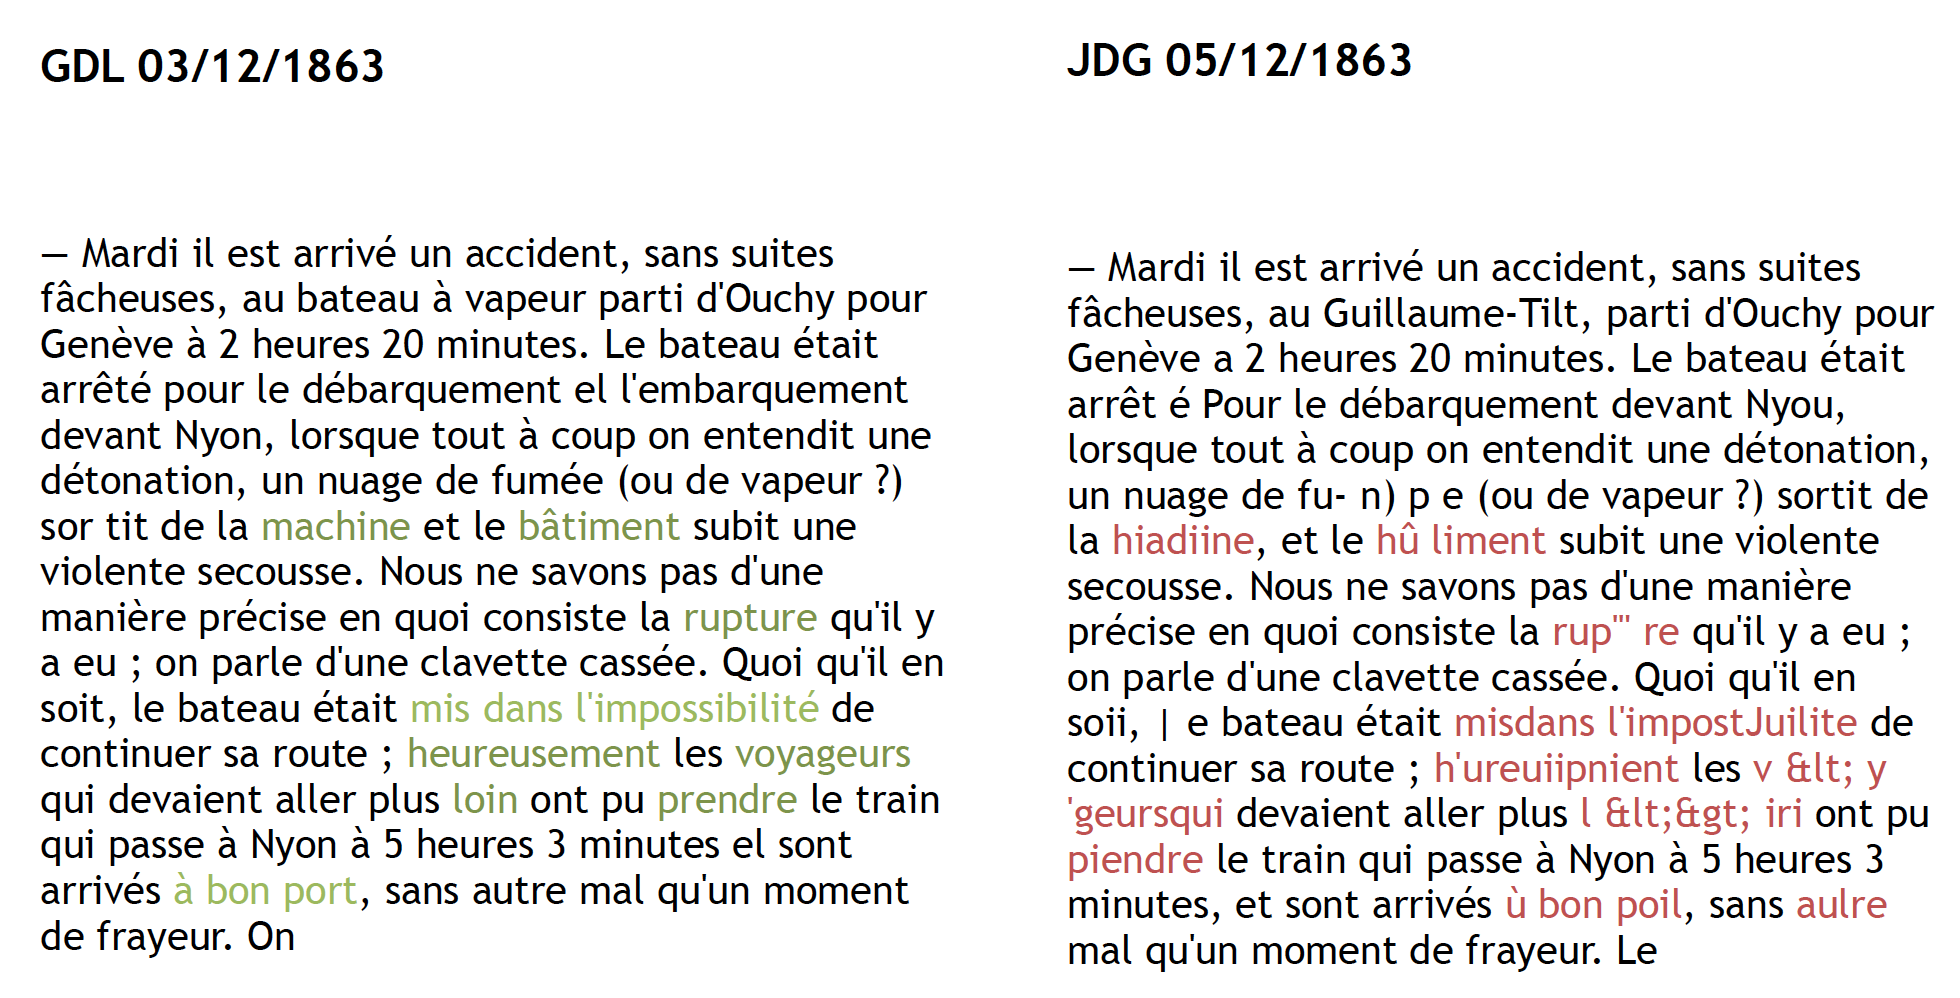 GDL 03/12/1863
— Mardi il est arrivé un accident, sans suites
fâcheuses, au bateau à vapeur parti d'Ouchy pour
Genève à 2 heures 20 minutes. Le bateau était
arrêté pour le débarquement el l'embarquement
devant Nyon, lorsque tout à coup on entendit une
détonation, un nuage de fumée (ou de vapeur ?)
sor tit de la machine et le bâtiment subit une
violente secousse. Nous ne savons pas d'une
manière précise en quoi consiste la rupture qu'il y
a eu ; on parle d'une clavette cassée. Quoi qu'il en
soit, le bateau était mis dans l'impossibilité de
continuer sa route ; heureusement les voyageurs
qui devaient aller plus loin ont pu prendre le train
qui passe à Nyon à 5 heures 3 minutes el sont
arrivés à bon port, sans autre mal qu'un moment
de frayeur. On
JDG 05/12/1863
— Mardi il est arrivé un accident, sans suites
fâcheuses, au Guillaume-Tilt, parti d'Ouchy pour
Genève a 2 heures 20 minutes. Le bateau était
arrêt é Pour le débarquement devant Nyou,
lorsque tout à coup on entendit une détonation,
un nuage de fu- n) p e (ou de vapeur ?) sortit de
la hiadiine, et le hû liment subit une violente
secousse. Nous ne savons pas d'une manière
précise en quoi consiste la rup"' re qu'il y a eu ;
on parle d'une clavette cassée. Quoi qu'il en
soii, | e bateau était misdans l'impostJuilite de
continuer sa route ; h'ureuiipnient les v &lt; y
'geursqui devaient aller plus l &lt;&gt; iri ont pu
piendre le train qui passe à Nyon à 5 heures 3
minutes, et sont arrivés ù bon poil, sans aulre
mal qu'un moment de frayeur. Le